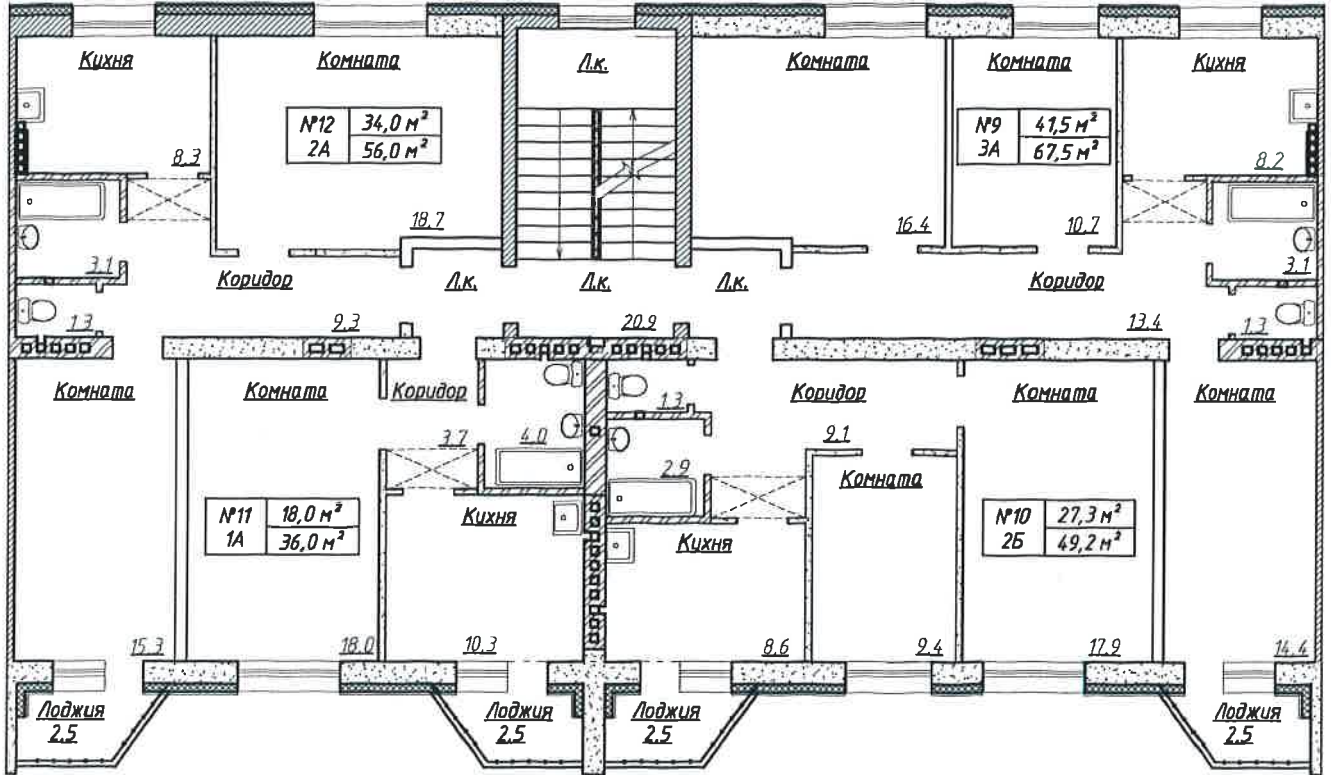 Кухня
Комната
Л.к.
Комната
Комната
Кухня
№12
34,0 м²
2А
56,0 м²
№9
41,5 м²
3А
67,5 м²
8.3
8.2
18.7
16.4
10.7
3.1
Коридор
Л.к.
Л.к.
Л.к.
Коридор
3.1
1.3
9.3
20.9
13.4
1.3
Комната
Комната
Коридор
1.3
Коридор
Комната
Комната
3.7
4.0
2.9
9.1
Комната
№11
18,0 м²
1А
36,0 м²
Кухня
Кухня
№10
27,3 м²
2Б
49,2 м²
15.3
18.0
10.3
8.6
9.4
17.9
14.4
Лоджия
2.5
Лоджия
2.5
Лоджия
2.5
Лоджия
2.5